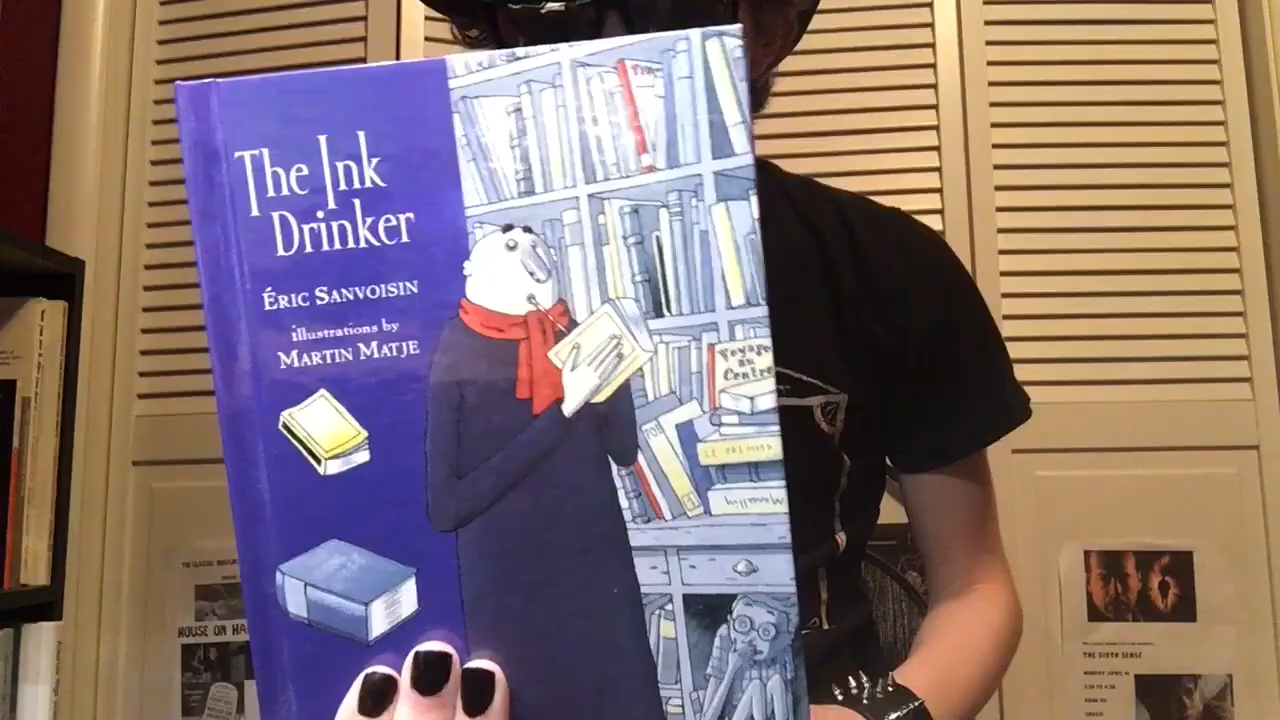 The Ink
Drinker
ÉRIC SANVOISIN
illustrations by
MARTIN MATJE
Voyage
au
Centre
LE PREMIER
HOUSE ON HA
THE SIXTH SENSE